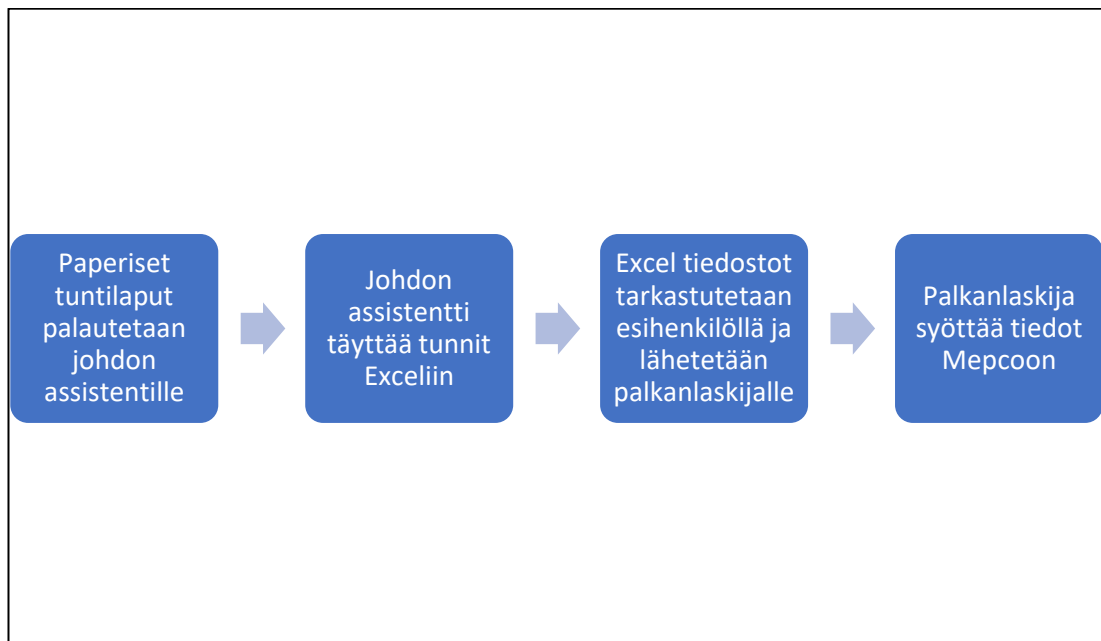 Paperiset
tuntilaput
palautetaan
johdon
assistentille
Johdon
assistentti
täyttää tunnit
Exceliin
Excel tiedostot
tarkastutetaan
esihenkilöllä ja
lähetetään
palkanlaskijalle
Palkanlaskija
syöttää tiedot
Mepcoon